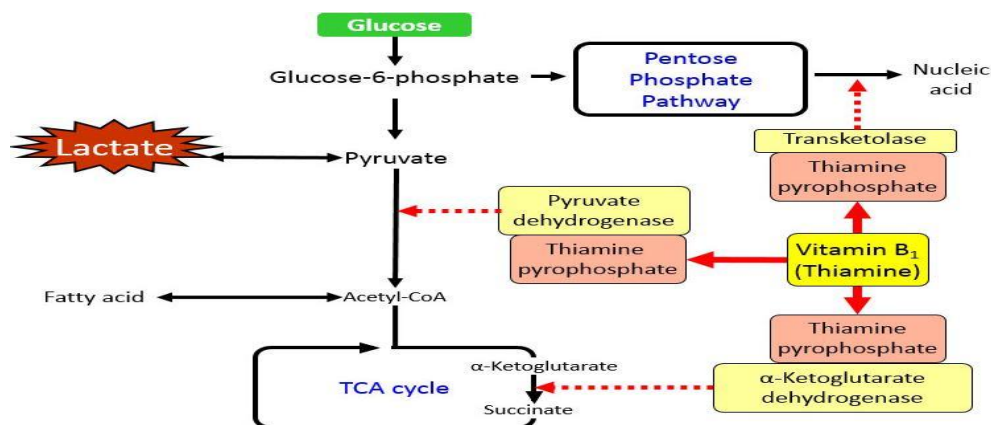 Glucose
Glucose-6-phosphate
Pentose
Phosphate
Pathway
Nucleic
acid
Lactate
Pyruvate
Transketolase
Thiamine
pyrophosphate
Pyruvate
dehydrogenase
Thiamine
pyrophosphate
Vitamin B₁
(Thiamine)
Fatty acid
Acetyl-CoA
Thiamine
pyrophosphate
TCA cycle
α-Ketoglutarate
Succinate
α-Ketoglutarate
dehydrogenase